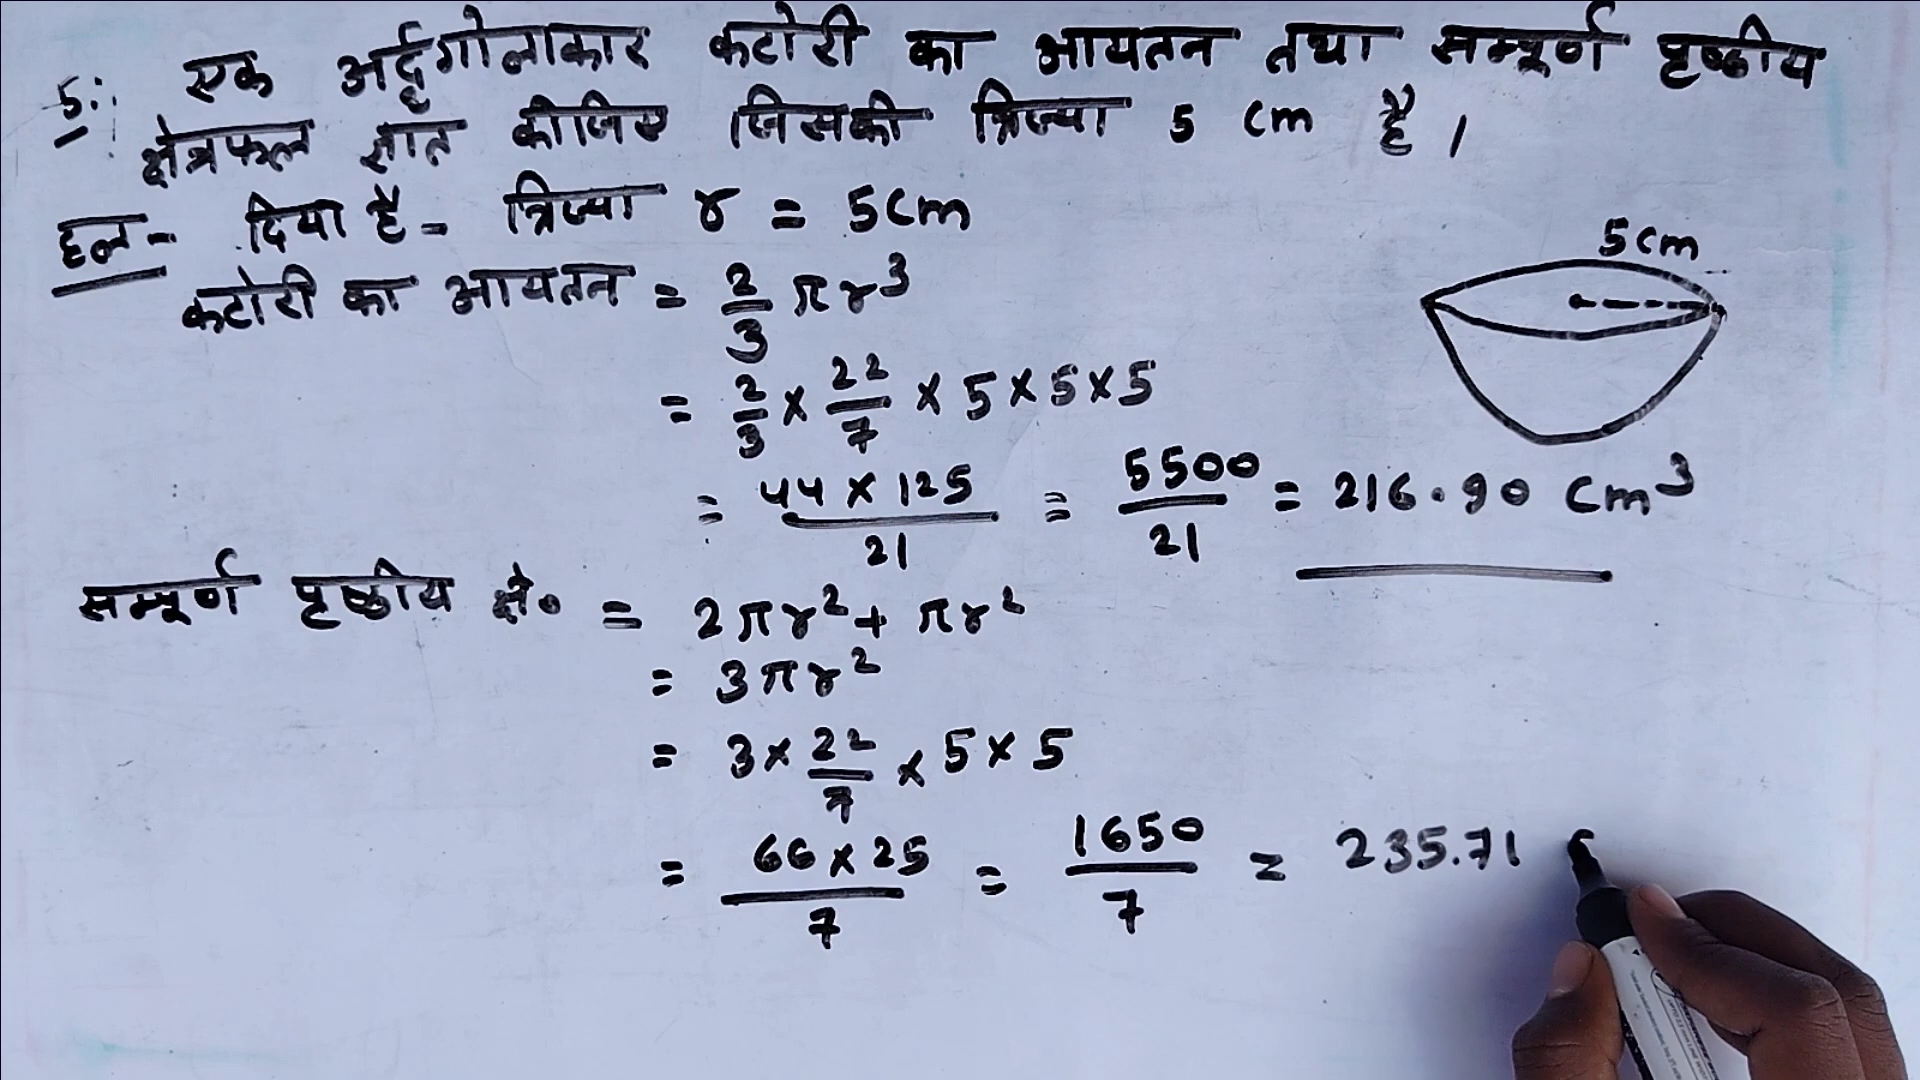 5:. एक अर्द्धगोलाकार कटोरी का आयतन तथा सम्पूर्ण पृष्ठीय
क्षेत्रफल ज्ञात कीजिए जिसकी त्रिज्या 5 cm है।
हल- दिया है- त्रिज्या r = 5cm
5cm
कटोरी का आयतन = 2/3 πr³
= 2/3 × 22/7 × 5 × 5 × 5
= 44 × 125 / 21 = 5500 / 21 = 216.90 cm³
सम्पूर्ण पृष्ठीय क्षे० = 2πr² + πr²
= 3πr²
= 3 × 22/7 × 5 × 5
= 66 × 25 / 7 = 1650 / 7 = 235.71